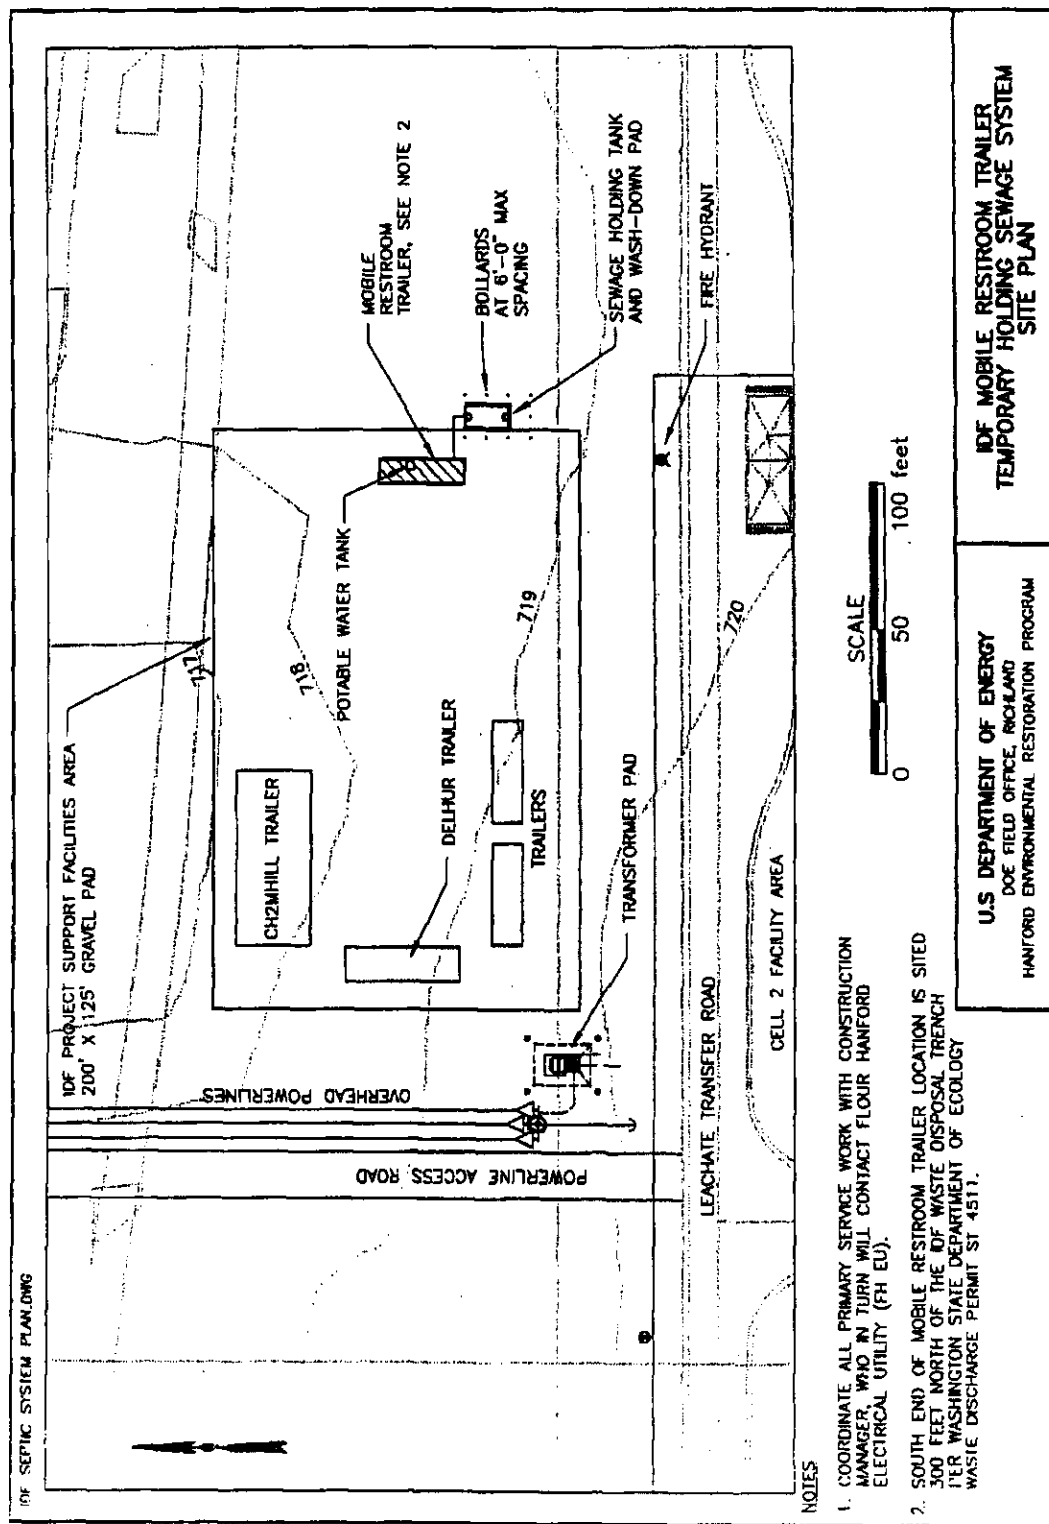 IDF SEPTIC SYSTEM PLAN.DWG
IDF PROJECT SUPPORT FACILITIES AREA
200' X 125' GRAVEL PAD
717
718
719
720
CH2MHILL TRAILER
POTABLE WATER TANK
DELHUR TRAILER
TRAILERS
TRANSFORMER PAD
MOBILE
RESTROOM
TRAILER, SEE NOTE 2
BOLLARDS
AT 6'-0" MAX
SPACING
SEWAGE HOLDING TANK
AND WASH-DOWN PAD
FIRE HYDRANT
OVERHEAD POWERLINES
POWERLINE ACCESS ROAD
LEACHATE TRANSFER ROAD
CELL 2 FACILITY AREA
SCALE
0 50 100 feet
NOTES
1. COORDINATE ALL PRIMARY SERVICE WORK WITH CONSTRUCTION
MANAGER, WHO IN TURN WILL CONTACT FLOUR HANFORD
ELECTRICAL UTILITY (FH EU).
2. SOUTH END OF MOBILE RESTROOM TRAILER LOCATION IS SITED
300 FEET NORTH OF THE IDF WASTE DISPOSAL TRENCH
PER WASHINGTON STATE DEPARTMENT OF ECOLOGY
WASTE DISCHARGE PERMIT ST 4511.
U.S DEPARTMENT OF ENERGY
DOE FIELD OFFICE, RICHLAND
HANFORD ENVIRONMENTAL RESTORATION PROGRAM
IDF MOBILE RESTROOM TRAILER
TEMPORARY HOLDING SEWAGE SYSTEM
SITE PLAN